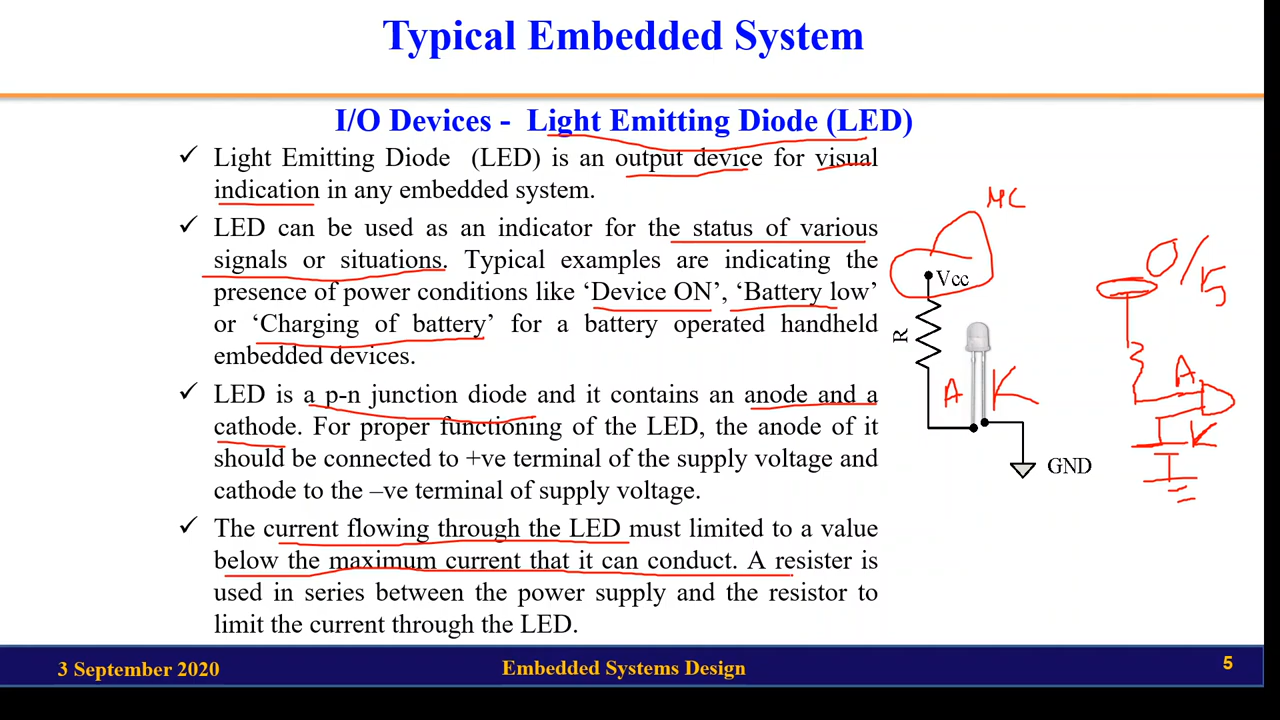 Typical Embedded System
I/O Devices - Light Emitting Diode (LED)
✓ Light Emitting Diode (LED) is an output device for visual
indication in any embedded system.
✓ LED can be used as an indicator for the status of various
signals or situations. Typical examples are indicating the
presence of power conditions like ‘Device ON’, ‘Battery low’
or ‘Charging of battery’ for a battery operated handheld
embedded devices.
✓ LED is a p-n junction diode and it contains an anode and a
cathode. For proper functioning of the LED, the anode of it
should be connected to +ve terminal of the supply voltage and
cathode to the –ve terminal of supply voltage.
✓ The current flowing through the LED must limited to a value
below the maximum current that it can conduct. A resister is
used in series between the power supply and the resistor to
limit the current through the LED.
MC
Vcc
R
A K
GND
0/5
A
K
3 September 2020
Embedded Systems Design
5